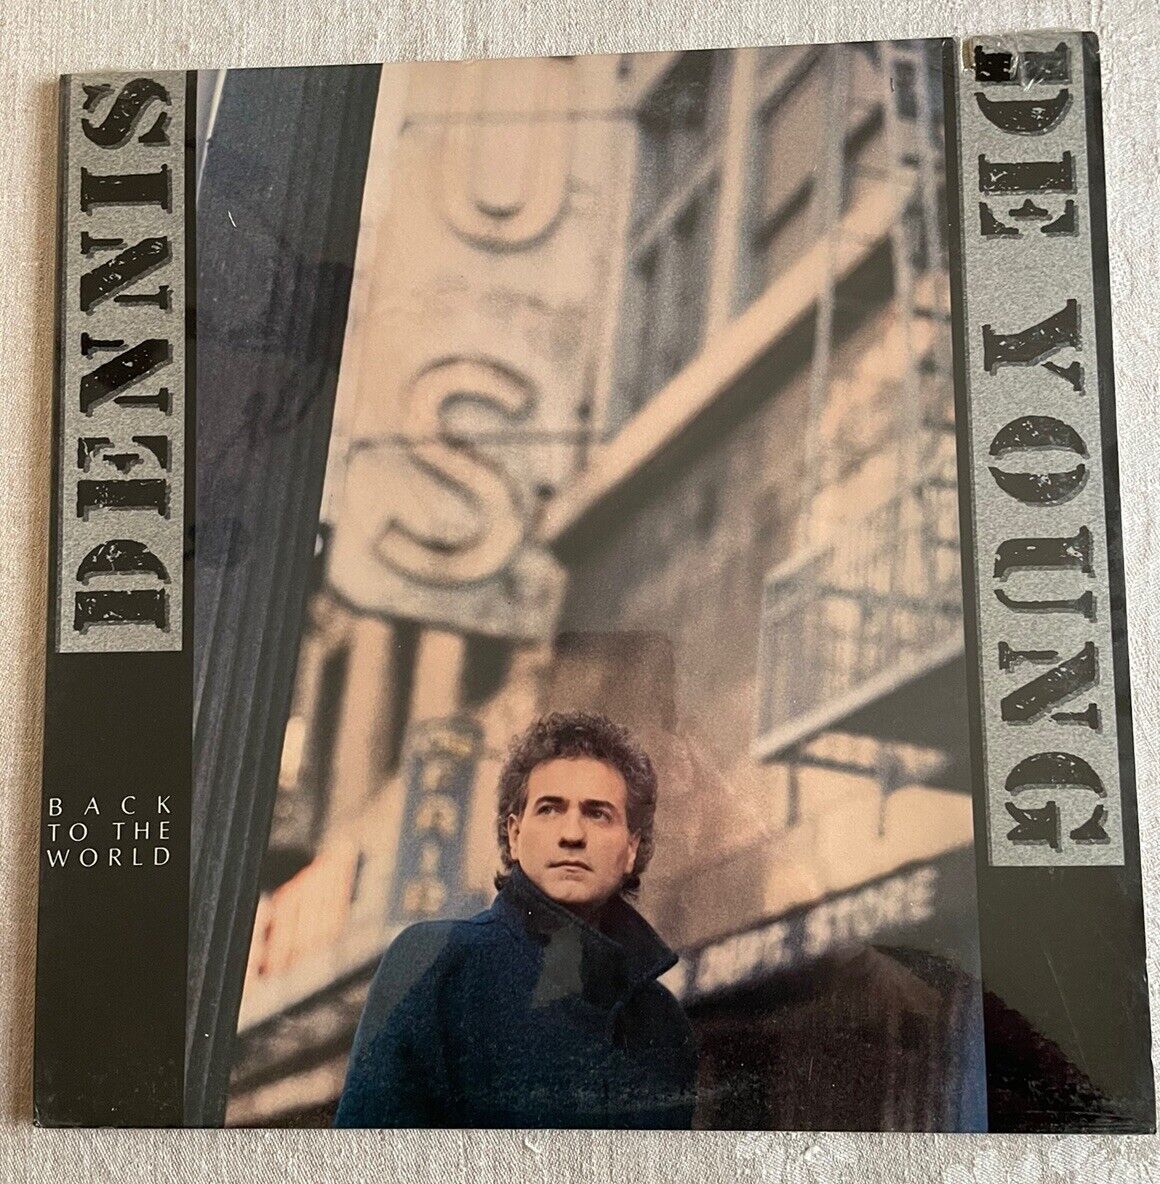 DENNIS
DE YOUNG
BACK
TO THE
WORLD
U
S
STORE